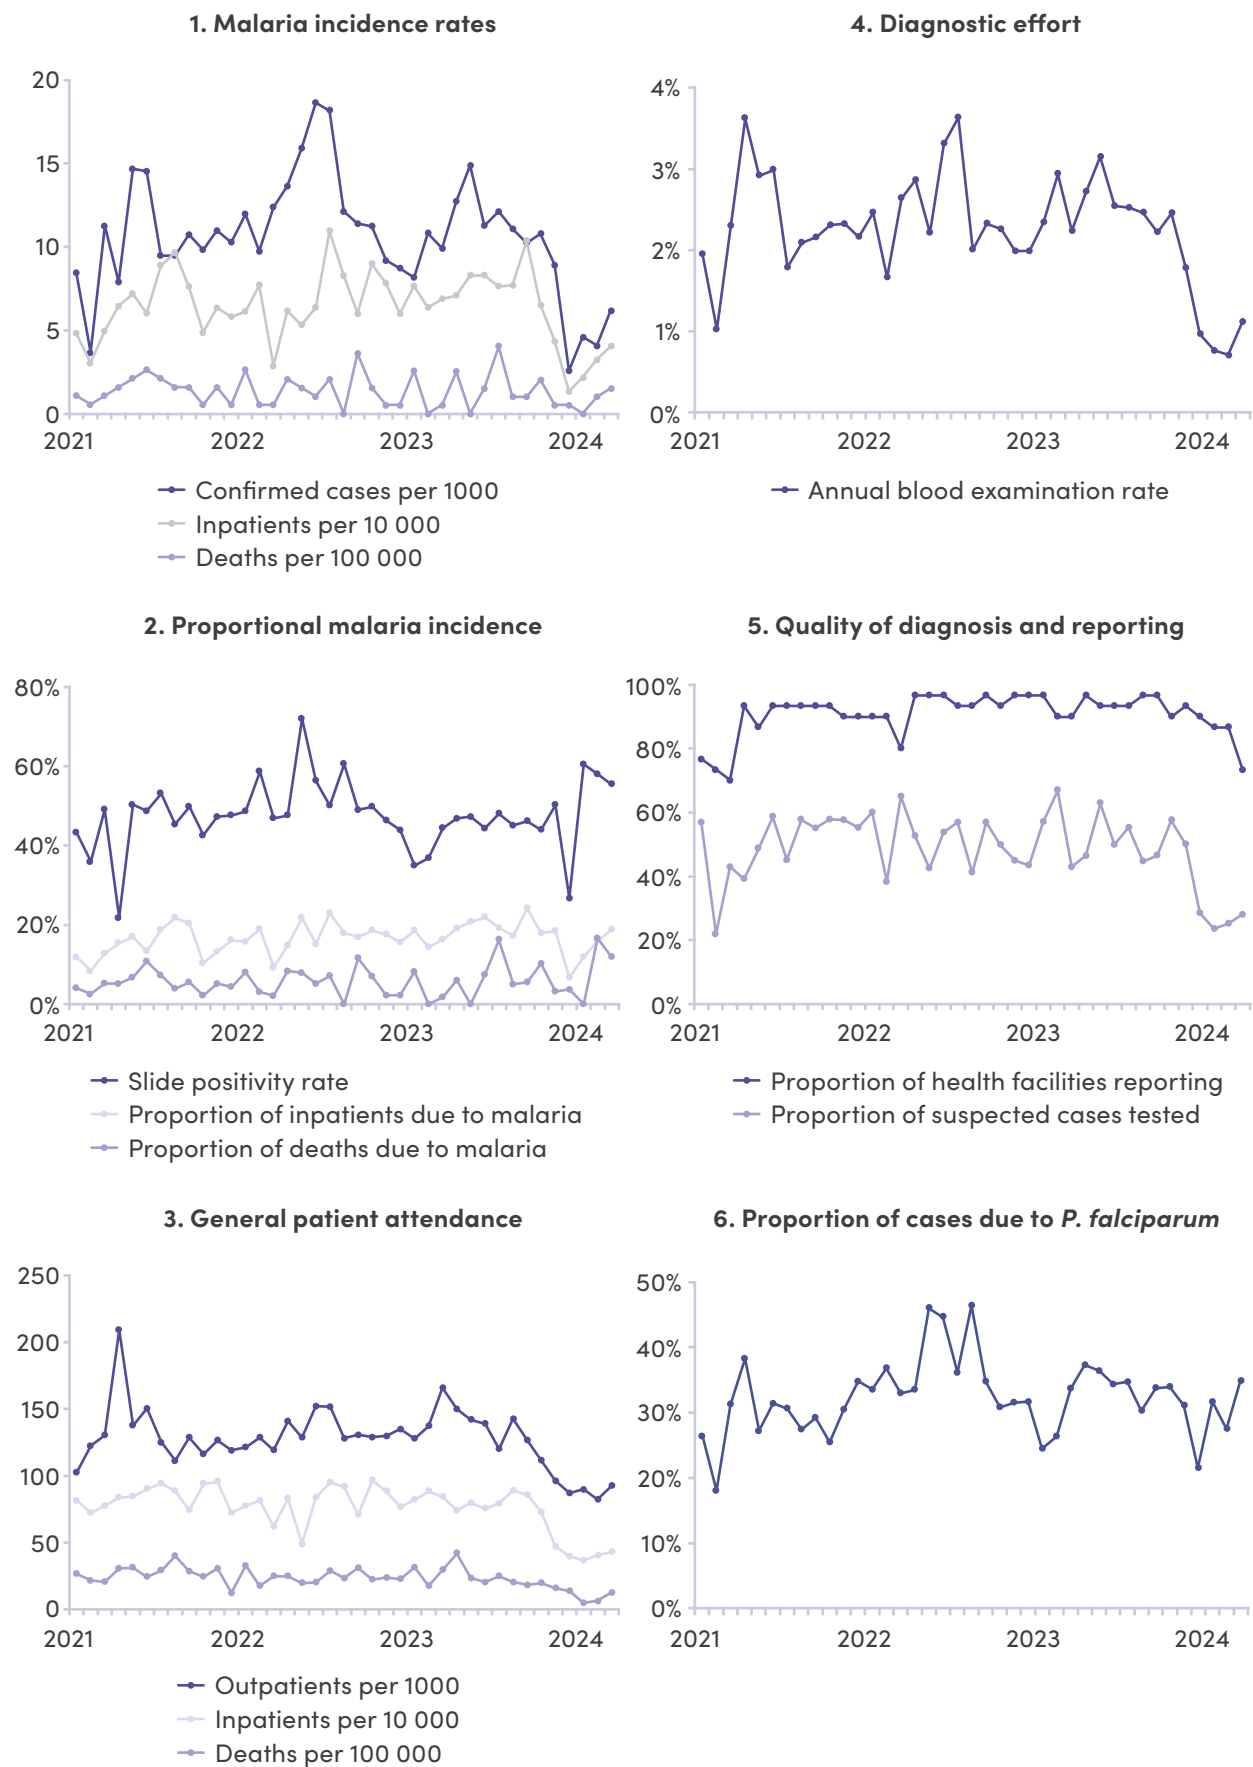 1. Malaria incidence rates
20
15
10
5
0
2021 2022 2023 2024
Confirmed cases per 1000
Inpatients per 10 000
Deaths per 100 000
4. Diagnostic effort
4%
3%
2%
1%
0%
2021 2022 2023 2024
Annual blood examination rate
2. Proportional malaria incidence
80%
60%
40%
20%
0%
2021 2022 2023 2024
Slide positivity rate
Proportion of inpatients due to malaria
Proportion of deaths due to malaria
5. Quality of diagnosis and reporting
100%
80%
60%
40%
20%
0%
2021 2022 2023 2024
Proportion of health facilities reporting
Proportion of suspected cases tested
3. General patient attendance
250
200
150
100
50
0
2021 2022 2023 2024
Outpatients per 1000
Inpatients per 10 000
Deaths per 100 000
6. Proportion of cases due to P. falciparum
50%
40%
30%
20%
10%
0%
2021 2022 2023 2024